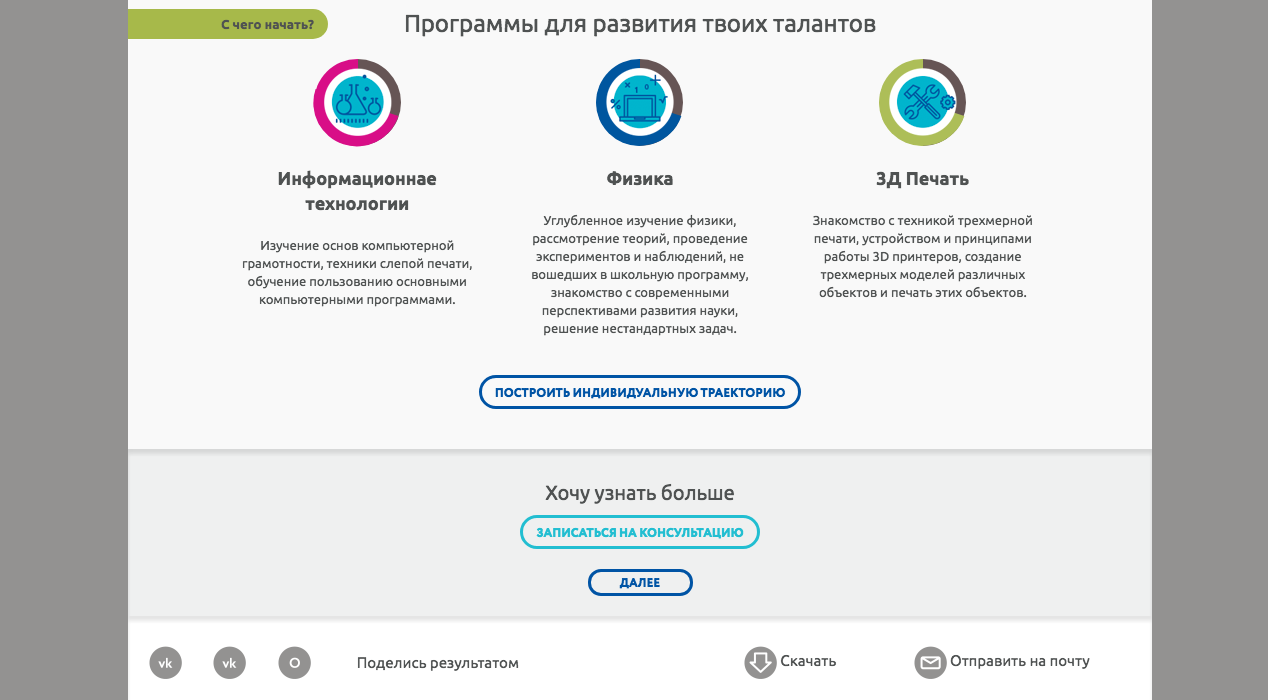 С чего начать?
Программы для развития твоих талантов
Информационнае
технологии
Изучение основ компьютерной
грамотности, техники слепой печати,
обучение пользованию основными
компьютерными программами.
Физика
Углубленное изучение физики,
рассмотрение теорий, проведение
экспериментов и наблюдений, не
вошедших в школьную программу,
знакомство с современными
перспективами развития науки,
решение нестандартных задач.
3Д Печать
Знакомство с техникой трехмерной
печати, устройством и принципами
работы 3D принтеров, создание
трехмерных моделей различных
объектов и печать этих объектов.
ПОСТРОИТЬ ИНДИВИДУАЛЬНУЮ ТРАЕКТОРИЮ
Хочу узнать больше
ЗАПИСАТЬСЯ НА КОНСУЛЬТАЦИЮ
ДАЛЕЕ
vk
vk
O
Поделись результатом
Скачать
Отправить на почту